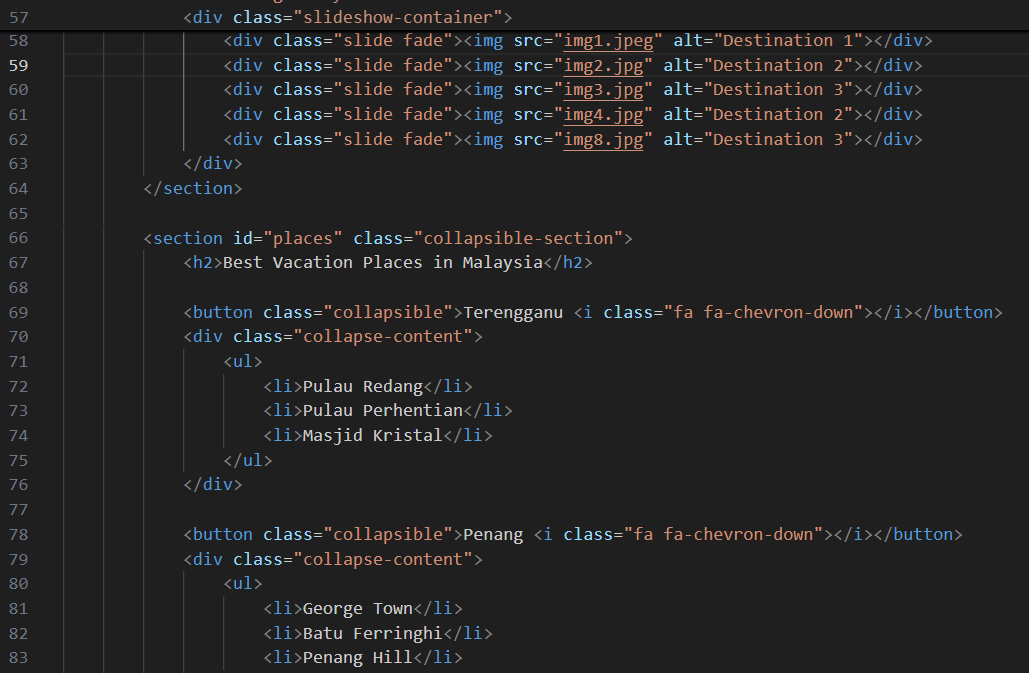 57 <div class="slideshow-container">
58 <div class="slide fade"><img src="img1.jpeg" alt="Destination 1"></div>
59 <div class="slide fade"><img src="img2.jpg" alt="Destination 2"></div>
60 <div class="slide fade"><img src="img3.jpg" alt="Destination 3"></div>
61 <div class="slide fade"><img src="img4.jpg" alt="Destination 2"></div>
62 <div class="slide fade"><img src="img8.jpg" alt="Destination 3"></div>
63 </div>
64 </section>
65
66 <section id="places" class="collapsible-section">
67 <h2>Best Vacation Places in Malaysia</h2>
68
69 <button class="collapsible">Terengganu <i class="fa fa-chevron-down"></i></button>
70 <div class="collapse-content">
71 <ul>
72 <li>Pulau Redang</li>
73 <li>Pulau Perhentian</li>
74 <li>Masjid Kristal</li>
75 </ul>
76 </div>
77
78 <button class="collapsible">Penang <i class="fa fa-chevron-down"></i></button>
79 <div class="collapse-content">
80 <ul>
81 <li>George Town</li>
82 <li>Batu Ferringhi</li>
83 <li>Penang Hill</li>